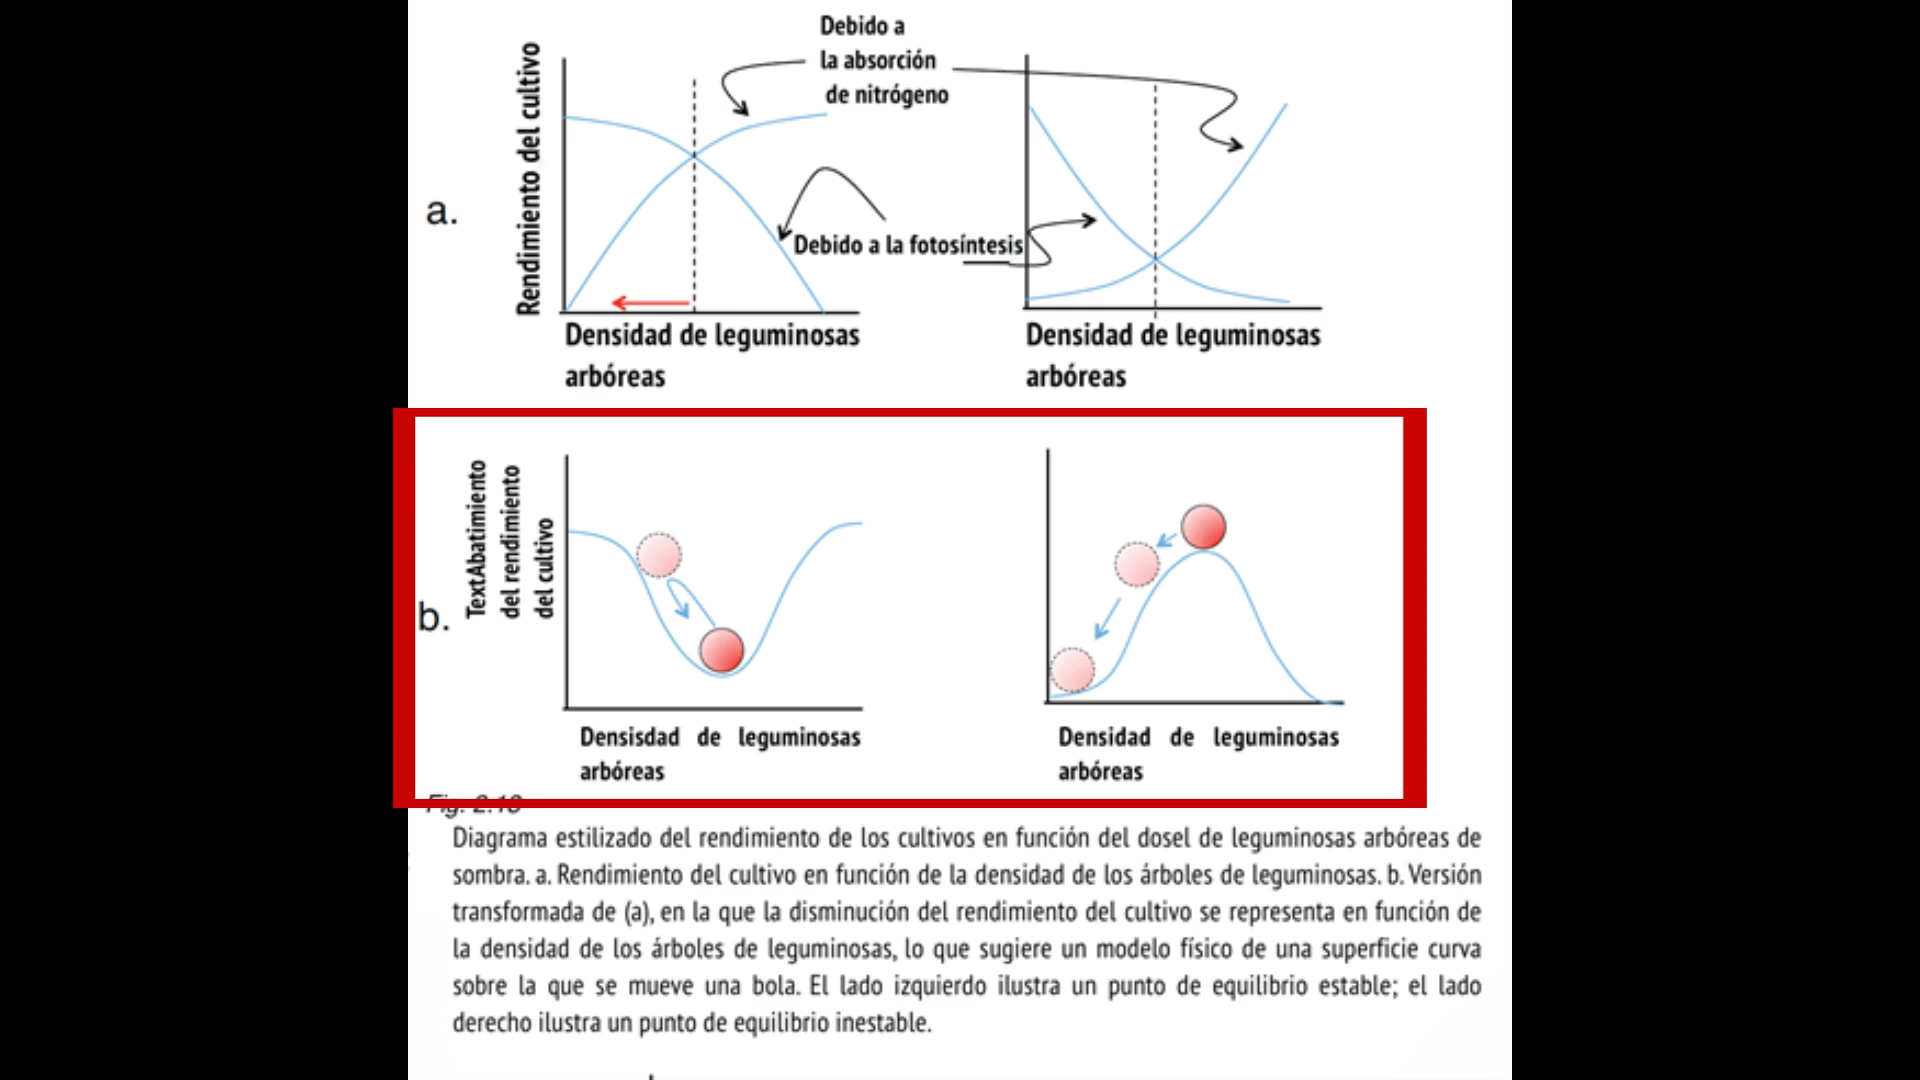 Debido a
la absorción
de nitrógeno
Rendimiento del cultivo
a.
Debido a la fotosíntesis
Densidad de leguminosas
arbóreas
Densidad de leguminosas
arbóreas
TextAbatimiento
del rendimiento
del cultivo
b.
Densisdad de leguminosas
arbóreas
Densidad de leguminosas
arbóreas
Diagrama estilizado del rendimiento de los cultivos en función del dosel de leguminosas arbóreas de
sombra. a. Rendimiento del cultivo en función de la densidad de los árboles de leguminosas. b. Versión
transformada de (a), en la que la disminución del rendimiento del cultivo se representa en función de
la densidad de los árboles de leguminosas, lo que sugiere un modelo físico de una superficie curva
sobre la que se mueve una bola. El lado izquierdo ilustra un punto de equilibrio estable; el lado
derecho ilustra un punto de equilibrio inestable.